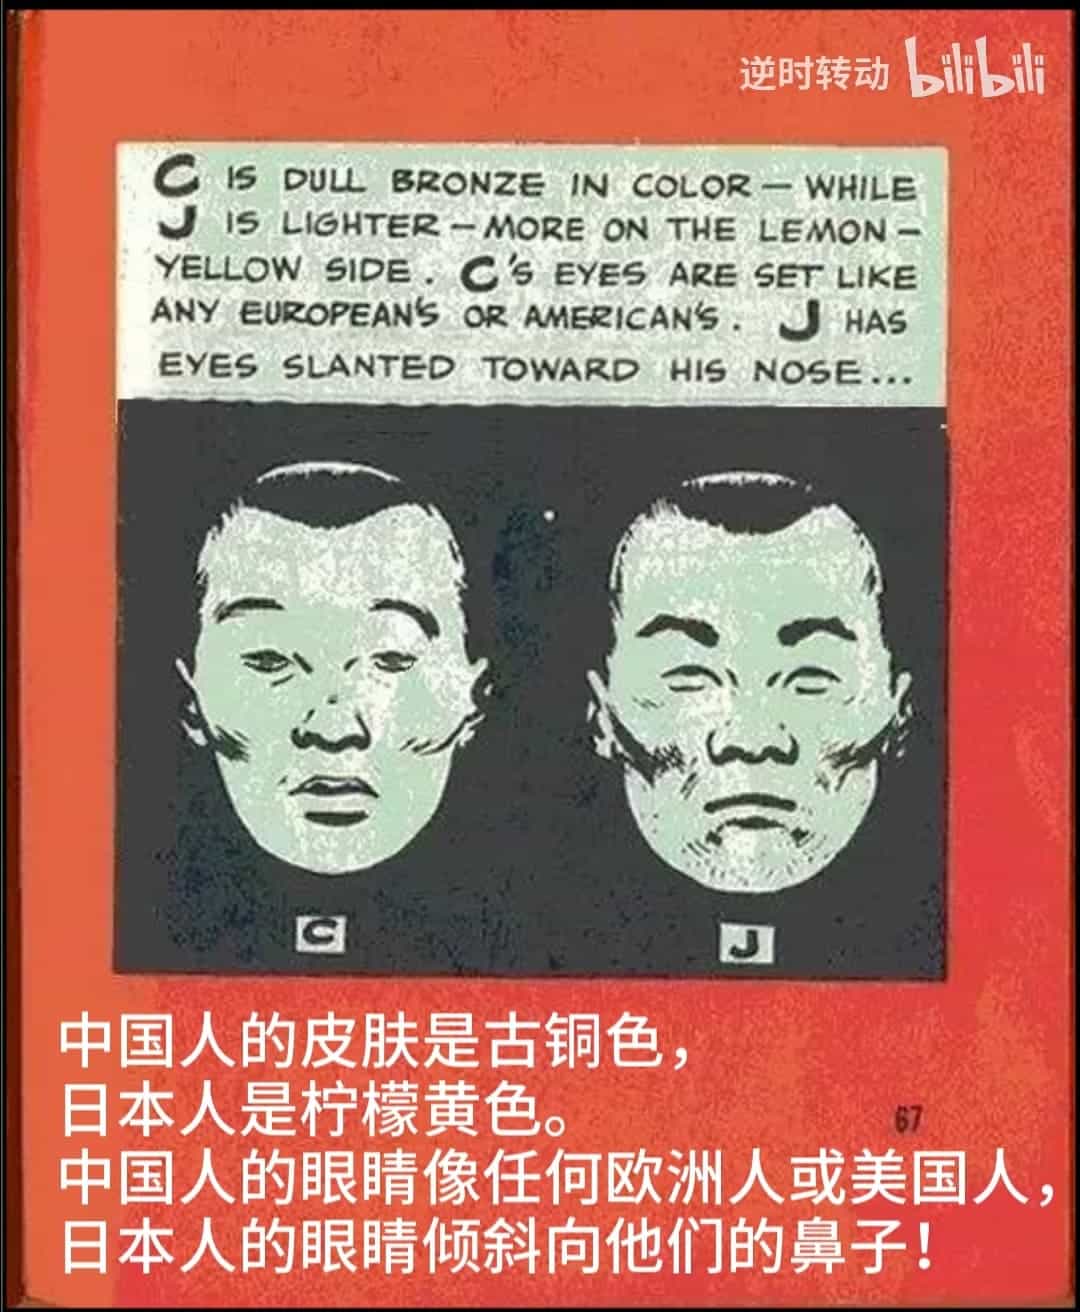 逆时转动 bilibili
C IS DULL BRONZE IN COLOR — WHILE
J IS LIGHTER — MORE ON THE LEMON —
YELLOW SIDE. C'S EYES ARE SET LIKE
ANY EUROPEAN'S OR AMERICAN'S. J HAS
EYES SLANTED TOWARD HIS NOSE...
C
J
中国人的皮肤是古铜色，
日本人是柠檬黄色。
67
中国人的眼睛像任何欧洲人或美国人，
日本人的眼睛倾斜向他们的鼻子！